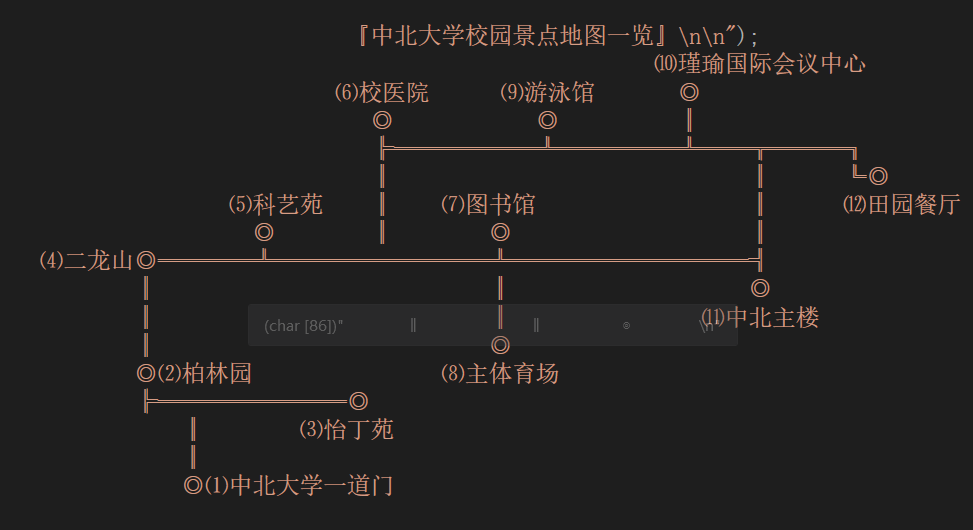 『中北大学校园景点地图一览』\n\n");
⑽瑾瑜国际会议中心
⑹校医院 ⑼游泳馆
⑿田园餐厅
⑸科艺苑 ⑺图书馆
⑷二龙山
(char [86])" ║ ║ ◎ \n"
⑾中北主楼
⑵柏林园 ⑻主体育场
⑶怡丁苑
⑴中北大学一道门